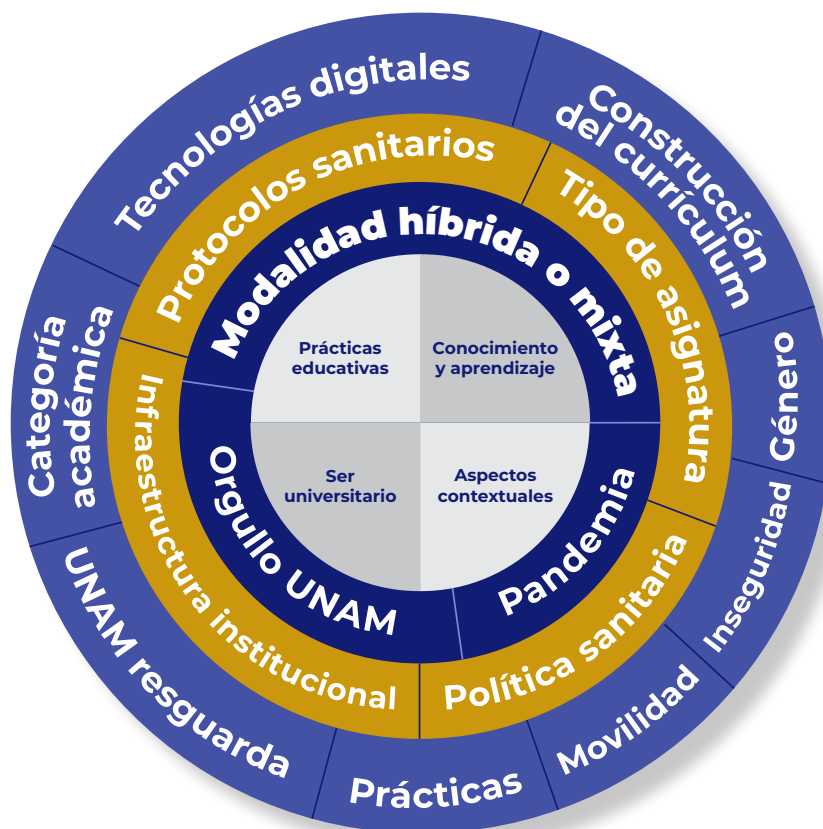 Tecnologías digitales
Construcción
del currículum
Género
Inseguridad
Movilidad
Prácticas
UNAM resguarda
Categoría
académica
Protocolos sanitarios
Tipo de asignatura
Política sanitaria
Infraestructura institucional
Modalidad híbrida o mixta
Pandemia
Orgullo UNAM
Prácticas
educativas
Conocimiento
y aprendizaje
Ser
universitario
Aspectos
contextuales